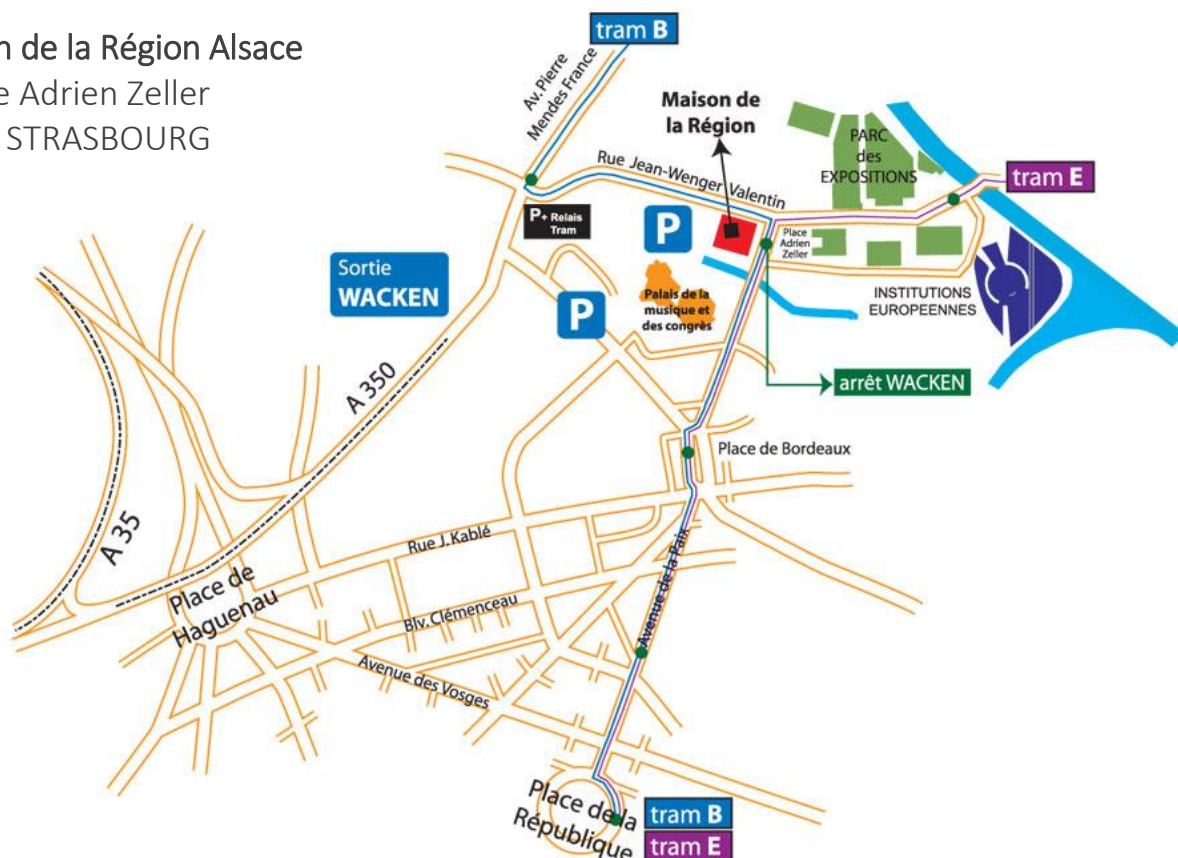 n de la Région Alsace
e Adrien Zeller
STRASBOURG
tram B
Av. Pierre
Mendes France
Maison de
la Région
PARC
des
EXPOSITIONS
Rue Jean-Wenger Valentin
tram E
P+ Relais
Tram
P
Place
Adrien
Zeller
Sortie
WACKEN
P
Palais de la
musique et
des congrès
INSTITUTIONS
EUROPEENNES
A 350
arrêt WACKEN
Place de Bordeaux
A 35
Rue J. Kablé
Avenue de la Paix
Place de
Haguenau
Blv. Clémenceau
Avenue des Vosges
Place de la
République
tram B
tram E